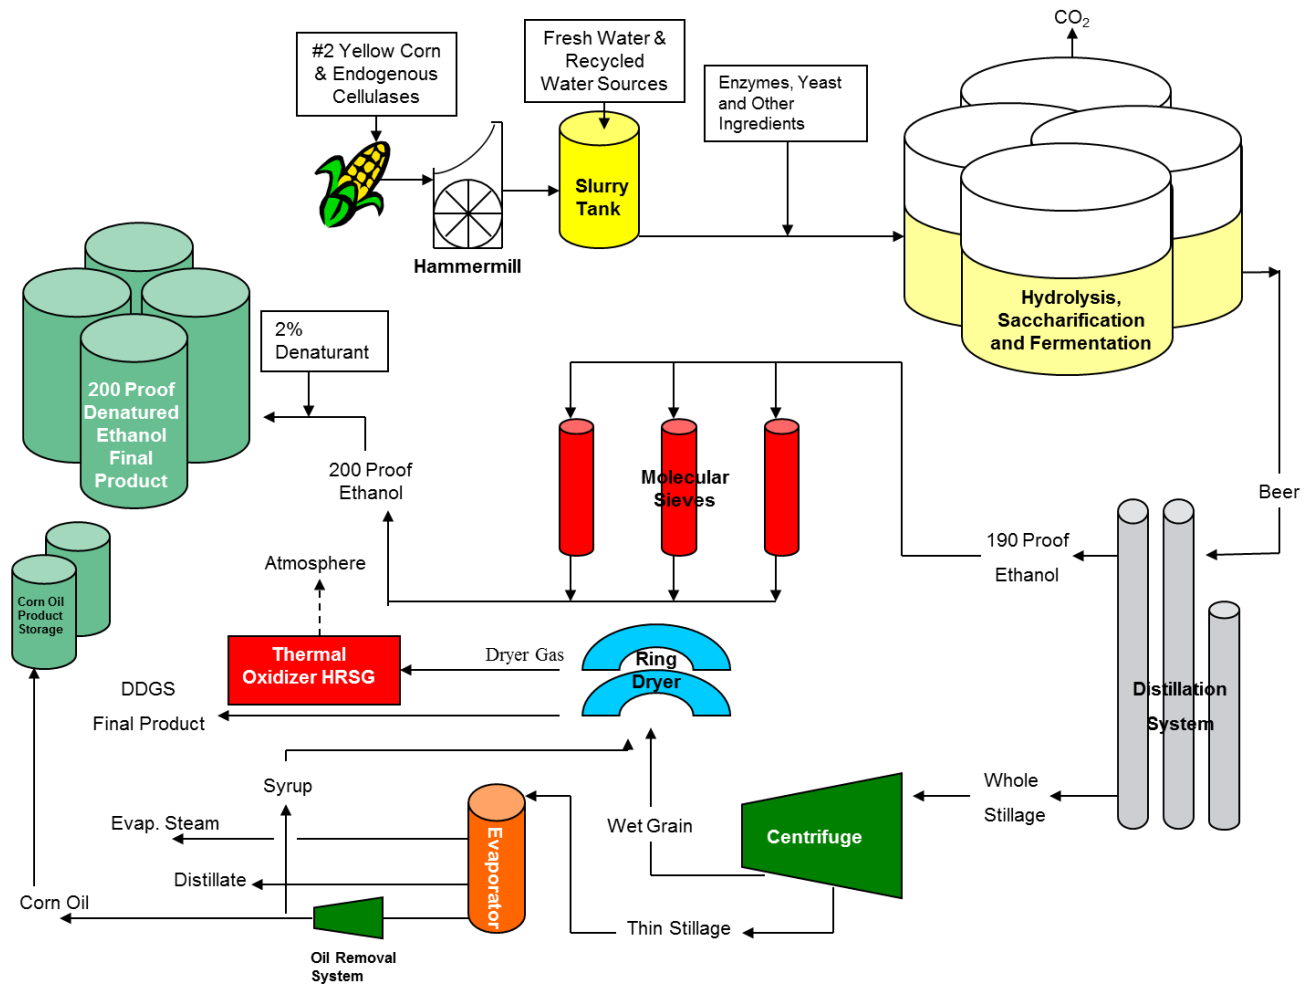 CO2
#2 Yellow Corn
& Endogenous
Cellulases
Fresh Water &
Recycled
Water Sources
Enzymes, Yeast
and Other
Ingredients
Slurry
Tank
Hammermill
Hydrolysis,
Saccharification
and Fermentation
2%
Denaturant
200 Proof
Denatured
Ethanol
Final
Product
200 Proof
Ethanol
Molecular
Sieves
Beer
190 Proof
Ethanol
Atmosphere
Corn Oil
Product
Storage
Thermal
Oxidizer HRSG
Dryer Gas
Ring
Dryer
DDGS
Final Product
Distillation
System
Syrup
Whole
Stillage
Evap. Steam
Wet Grain
Centrifuge
Evaporator
Distillate
Corn Oil
Thin Stillage
Oil Removal
System